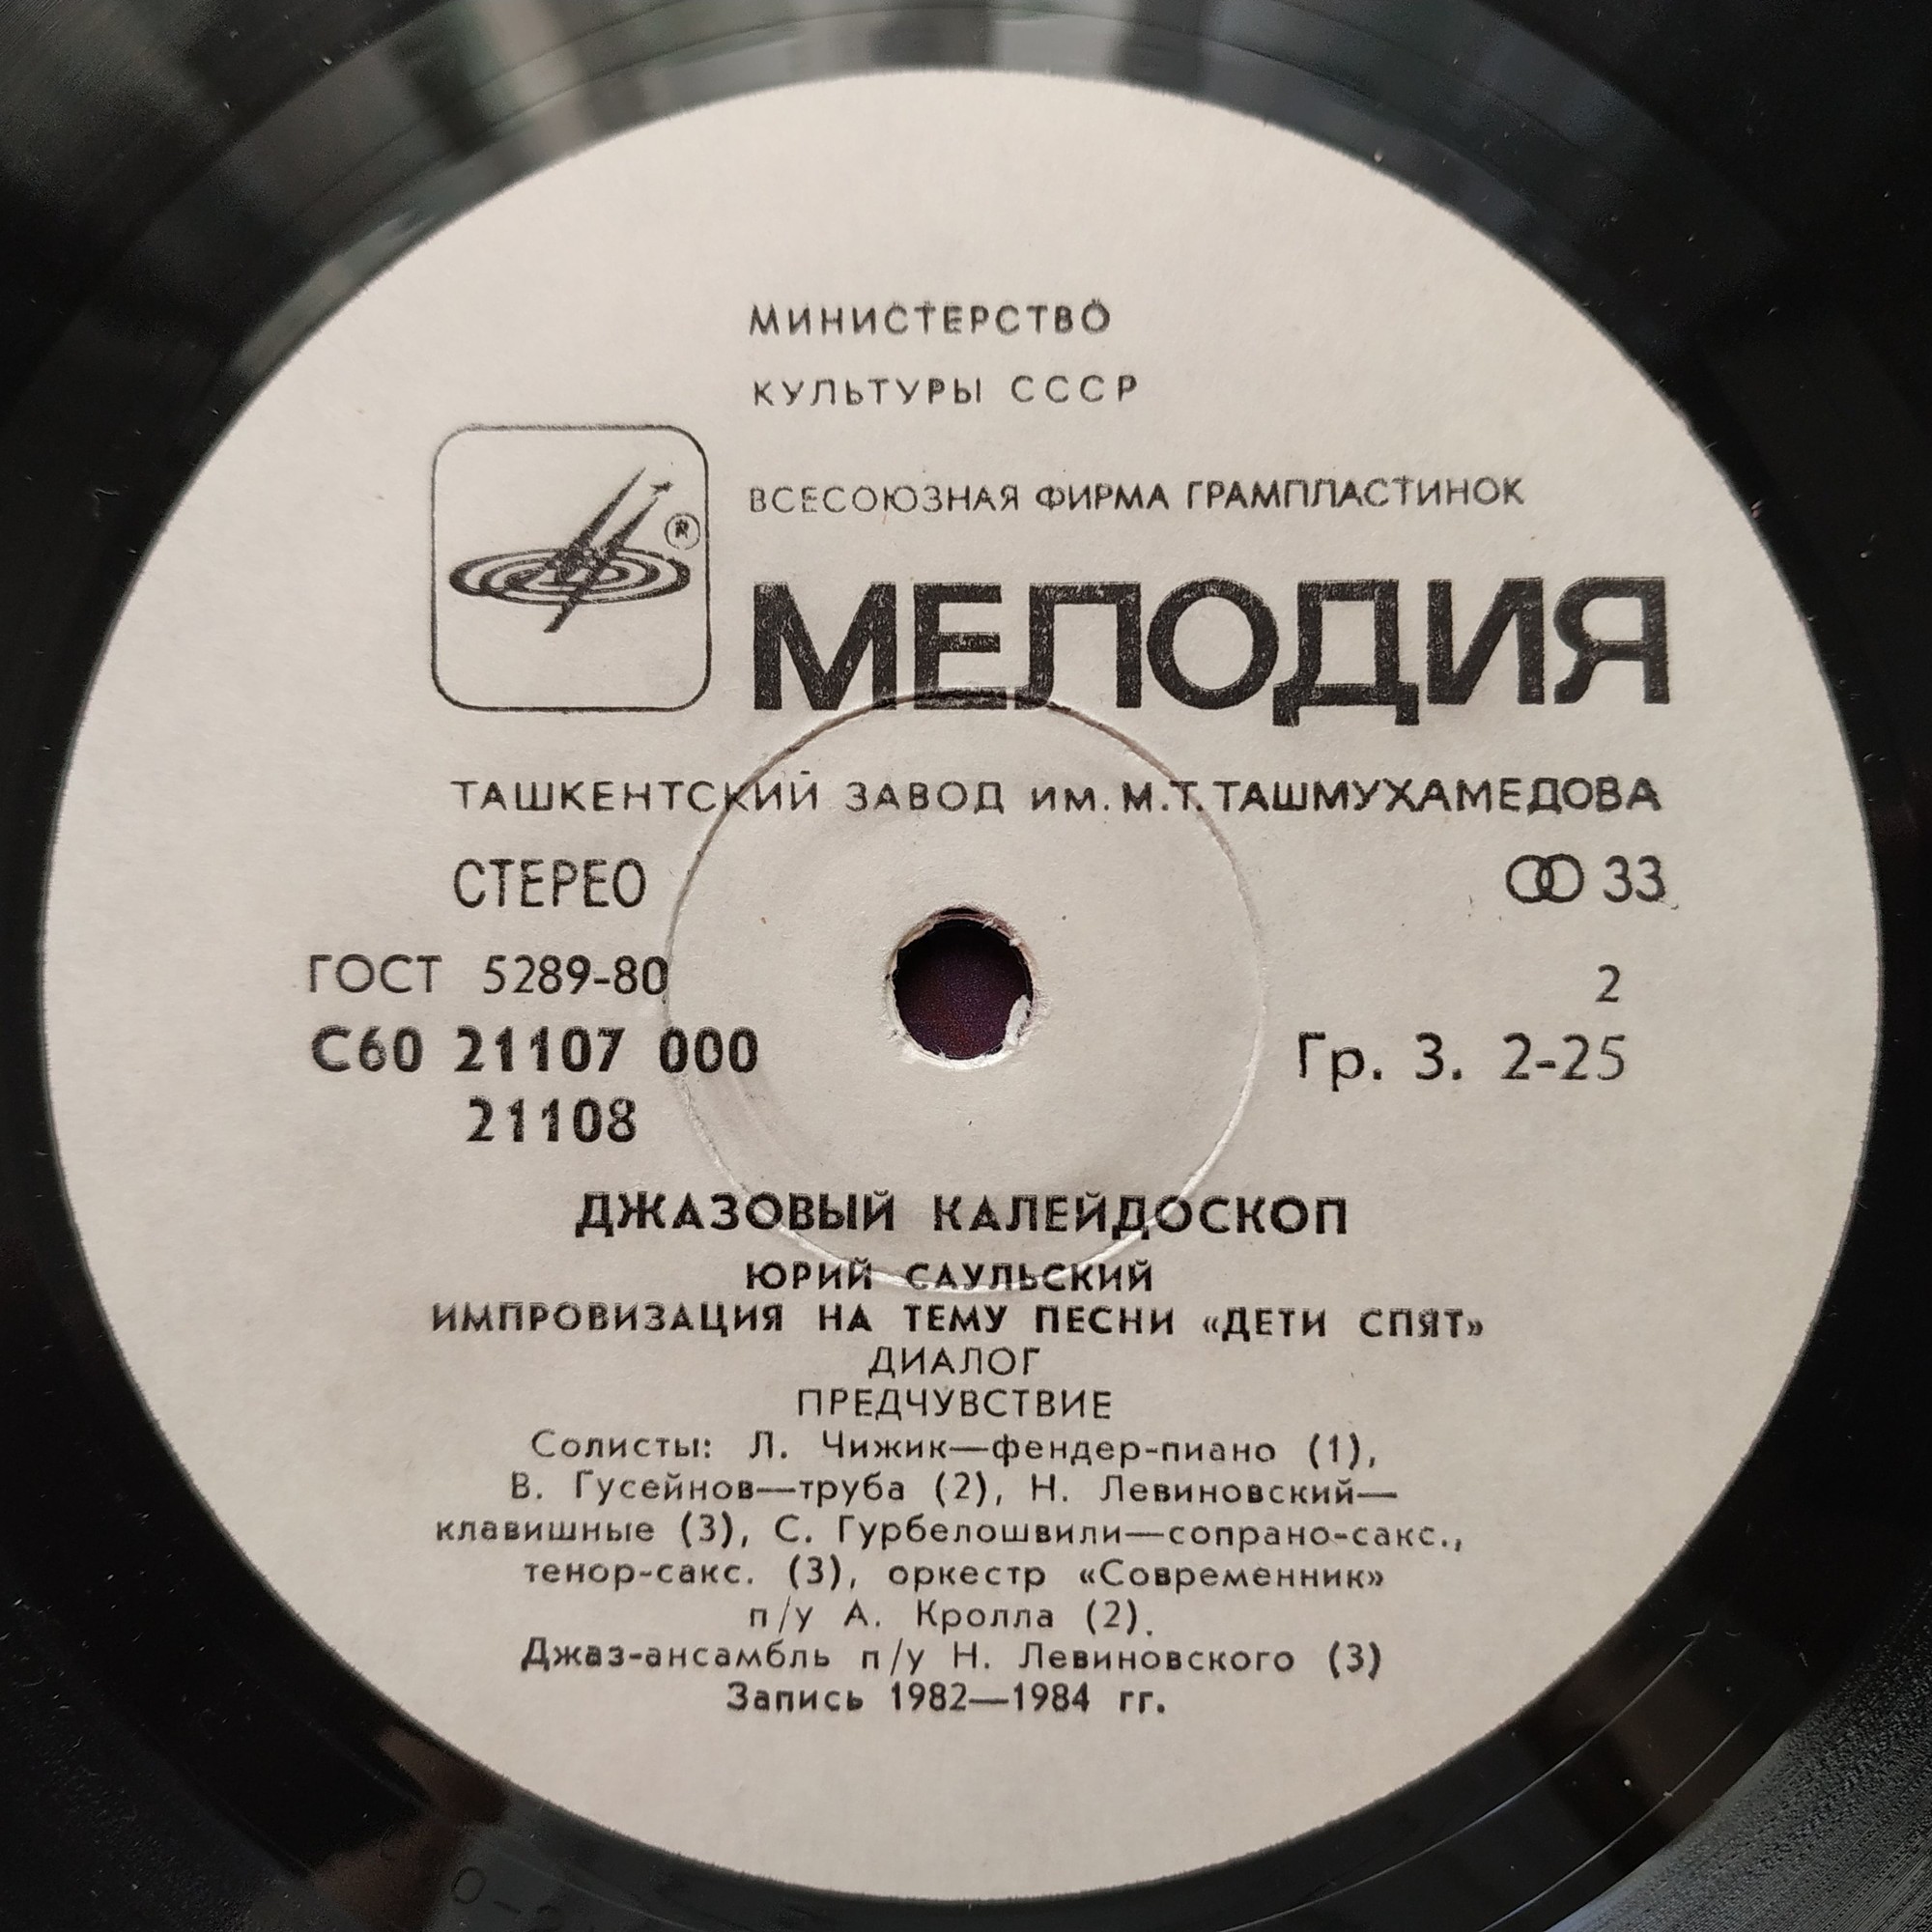 МИНИСТЕРСТВО
КУЛЬТУРЫ СССР
ВСЕСОЮЗНАЯ ФИРМА ГРАМПЛАСТИНОК
®
МЕЛОДИЯ
ТАШКЕНТСКИЙ ЗАВОД им. М.Т. ТАШМУХАМЕДОВА
СТЕРЕО 33
ГОСТ 5289-80 2
С60 21107 000 Гр. 3. 2-25
21108
ДЖАЗОВЫЙ КАЛЕЙДОСКОП
ЮРИЙ САУЛЬСКИЙ
ИМПРОВИЗАЦИЯ НА ТЕМУ ПЕСНИ «ДЕТИ СПЯТ»
ДИАЛОГ
ПРЕДЧУВСТВИЕ
Солисты: Л. Чижик—фендер-пиано (1),
В. Гусейнов—труба (2), Н. Левиновский—
клавишные (3), С. Гурбелошвили—сопрано-сакс.,
тенор-сакс. (3), оркестр «Современник»
п/у А. Кролла (2).
Джаз-ансамбль п/у Н. Левиновского (3)
Запись 1982—1984 гг.